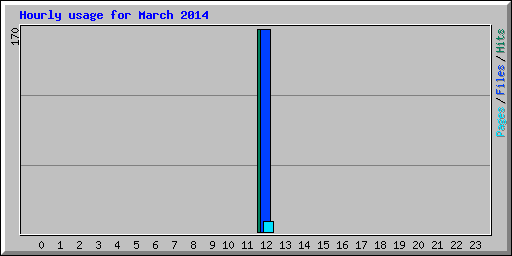 Hourly usage for March 2014
170
Pages/Files/Hits
0 1 2 3 4 5 6 7 8 9 10 11 12 13 14 15 16 17 18 19 20 21 22 23